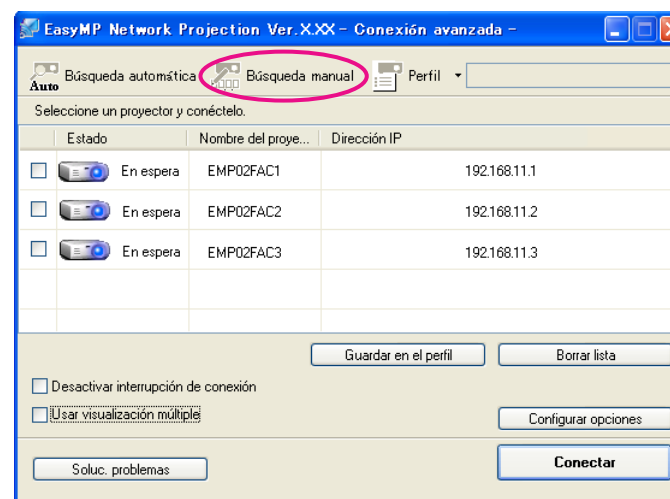 EasyMP Network Projection Ver.X.XX – Conexión avanzada –
Auto Búsqueda automática Búsqueda manual Perfil
Seleccione un proyector y conéctelo.
Estado Nombre del proye... Dirección IP
En espera EMP02FAC1 192.168.11.1
En espera EMP02FAC2 192.168.11.2
En espera EMP02FAC3 192.168.11.3
Guardar en el perfil Borrar lista
Desactivar interrupción de conexión
Usar visualización múltiple
Configurar opciones
Soluc. problemas Conectar